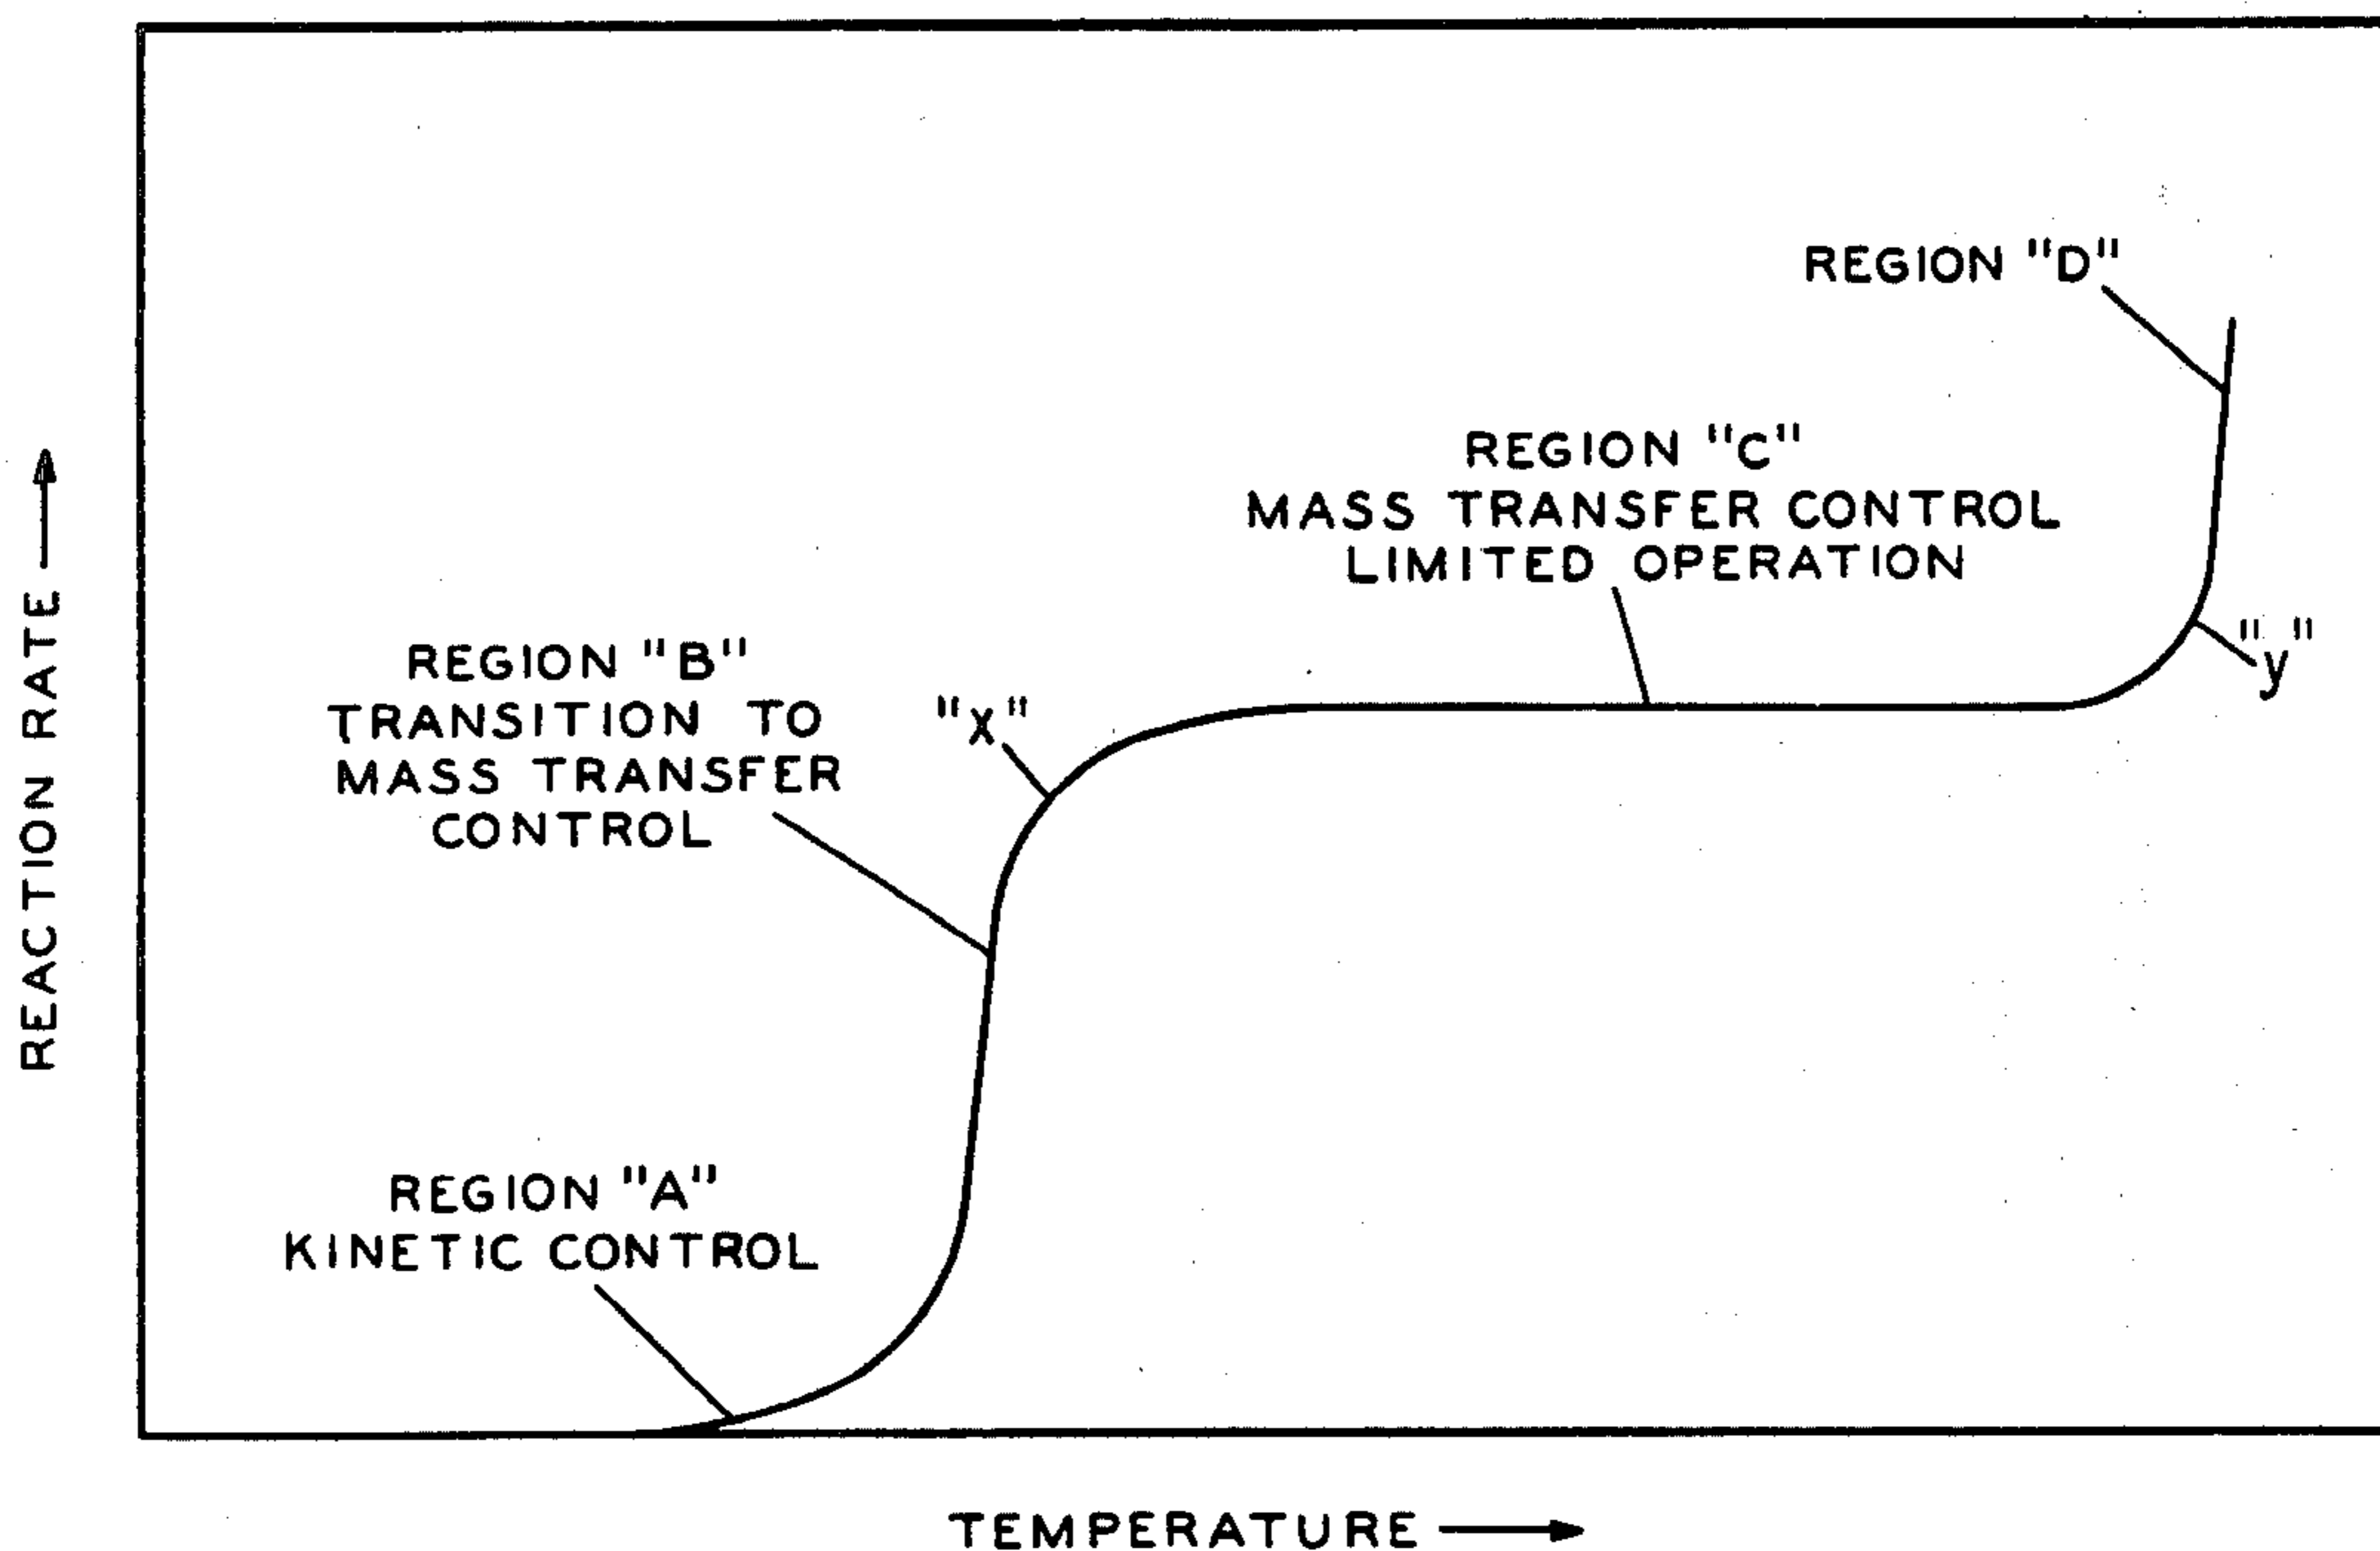 REGION "D"
REGION "C"
MASS TRANSFER CONTROL
LIMITED OPERATION
"y"
REGION "B"
TRANSITION TO
MASS TRANSFER
CONTROL
"x"
REGION "A"
KINETIC CONTROL
REACTION RATE
TEMPERATURE